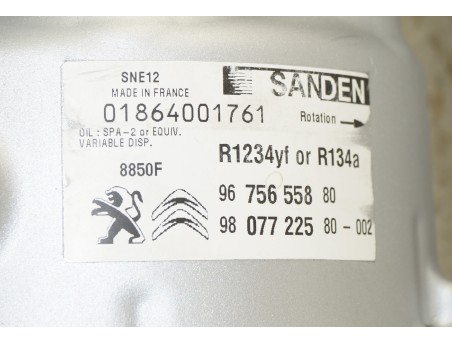 SNE12
MADE IN FRANCE
01864001761
OIL : SPA-2 or EQUIV.
VARIABLE DISP.
8850F
SANDEN
Rotation
R1234yf or R134a
96 756 558 80
98 077 225 80 - 002